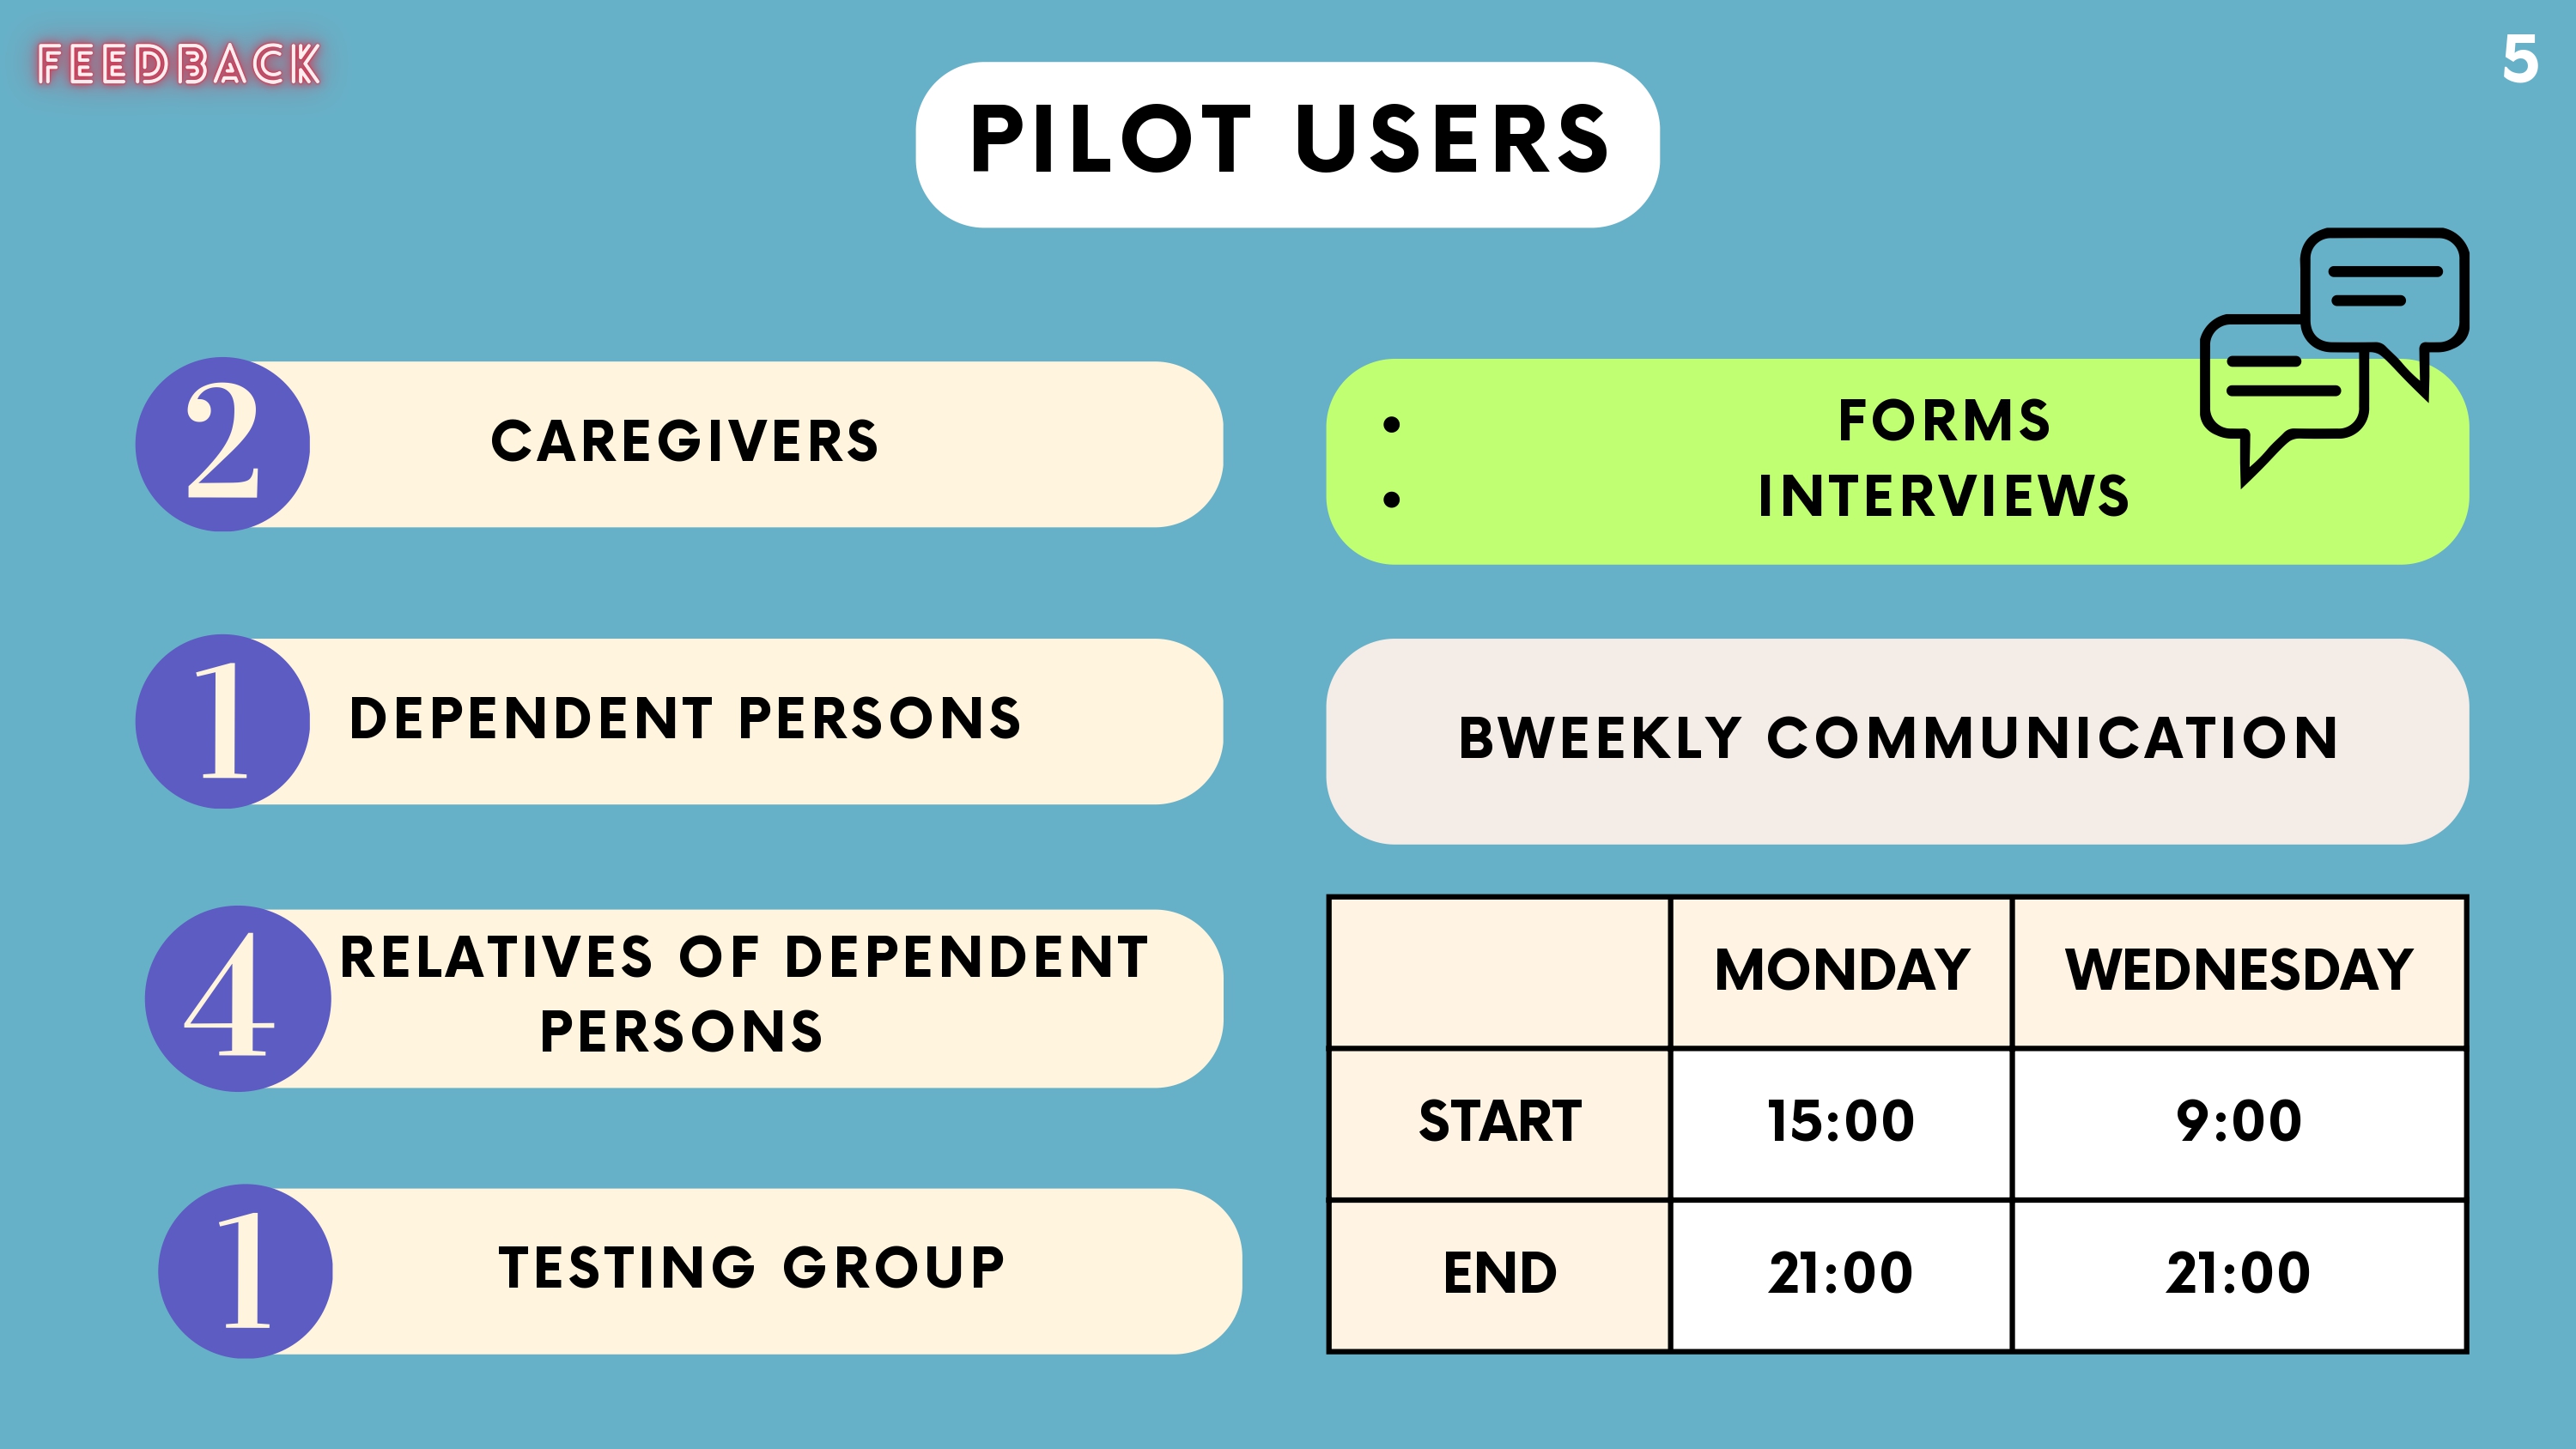 FEEDBACK
5
PILOT USERS
2
CAREGIVERS
1
DEPENDENT PERSONS
4
RELATIVES OF DEPENDENT
PERSONS
1
TESTING GROUP
• FORMS
• INTERVIEWS
BWEEKLY COMMUNICATION
MONDAY WEDNESDAY
START 15:00 9:00
END 21:00 21:00